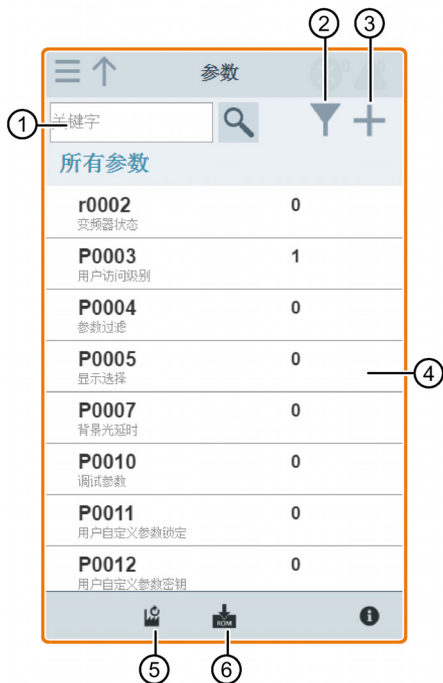 ② ③
参数
① 关键字
所有参数
r0002 0
变频器状态
P0003 1
用户访问级别
P0004 0
参数过滤
P0005 0 ④
显示选择
P0007 0
背景光延时
P0010 0
调试参数
P0011 0
用户自定义参数锁定
P0012 0
用户自定义参数密钥
ROM
⑤ ⑥